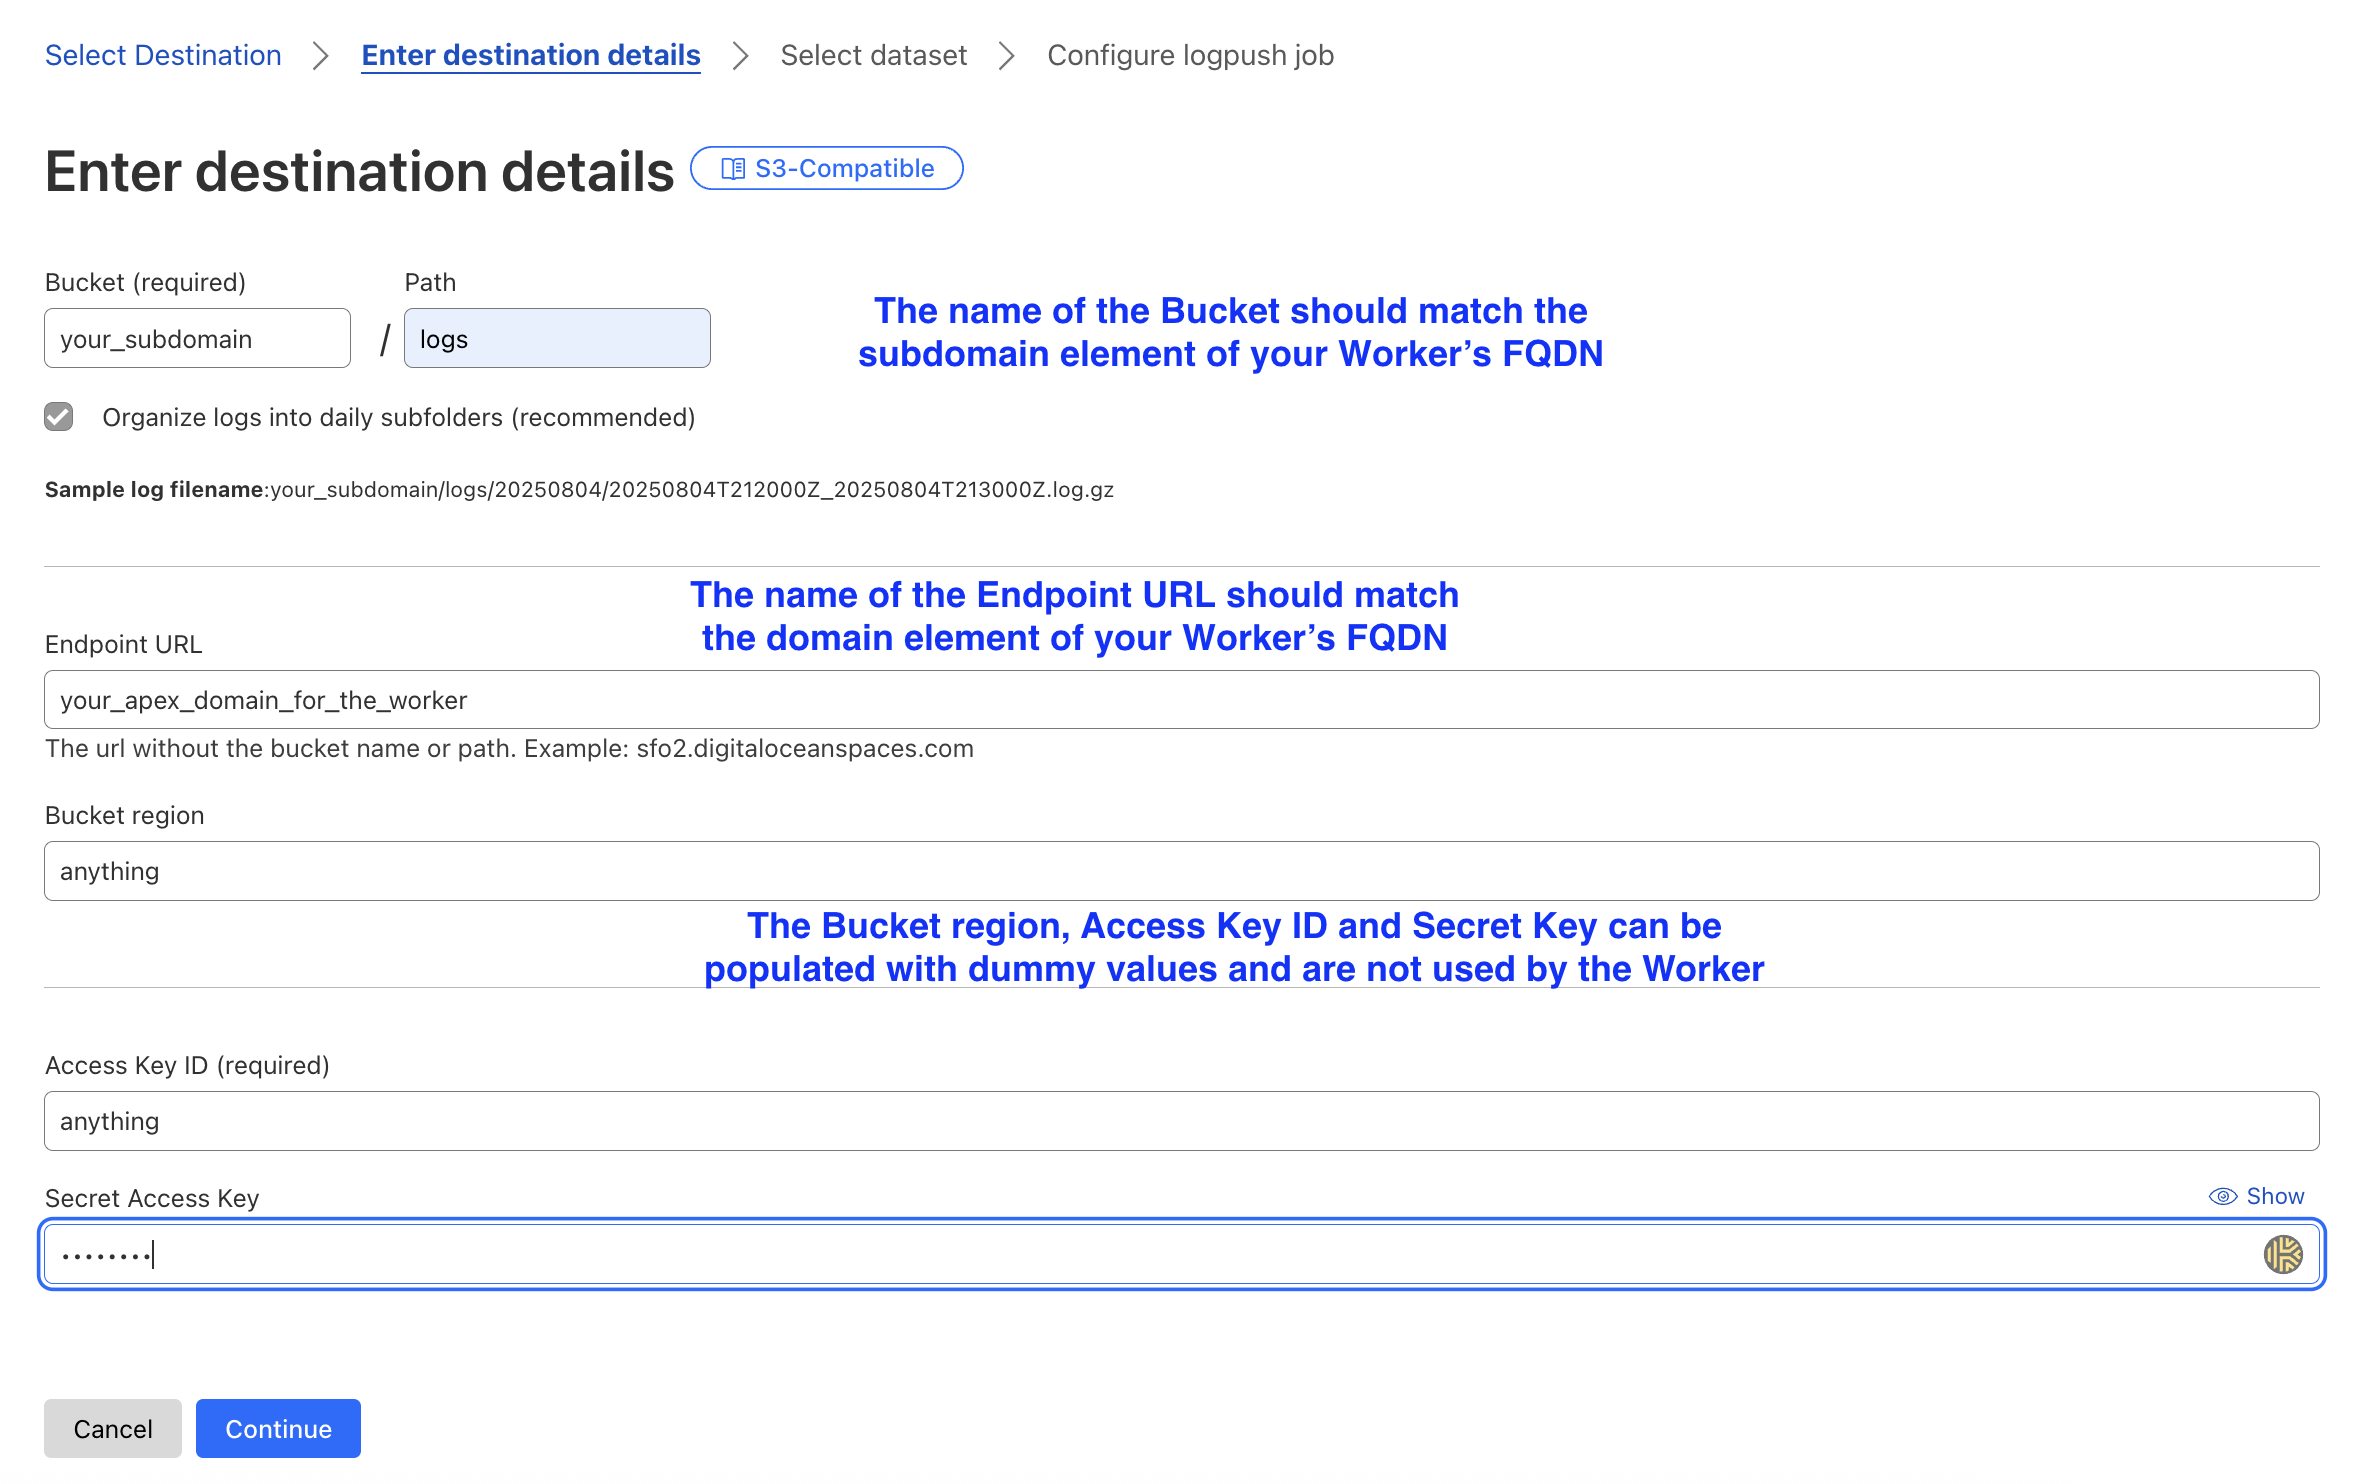 Select Destination > Enter destination details > Select dataset > Configure logpush job
Enter destination details S3-Compatible
Bucket (required) Path
your_subdomain / logs
The name of the Bucket should match the
subdomain element of your Worker’s FQDN
Organize logs into daily subfolders (recommended)
Sample log filename:your_subdomain/logs/20250804/20250804T212000Z_20250804T213000Z.log.gz
The name of the Endpoint URL should match
the domain element of your Worker’s FQDN
Endpoint URL
your_apex_domain_for_the_worker
The url without the bucket name or path. Example: sfo2.digitaloceanspaces.com
Bucket region
anything
The Bucket region, Access Key ID and Secret Key can be
populated with dummy values and are not used by the Worker
Access Key ID (required)
anything
Secret Access Key Show
••••••••
Cancel Continue